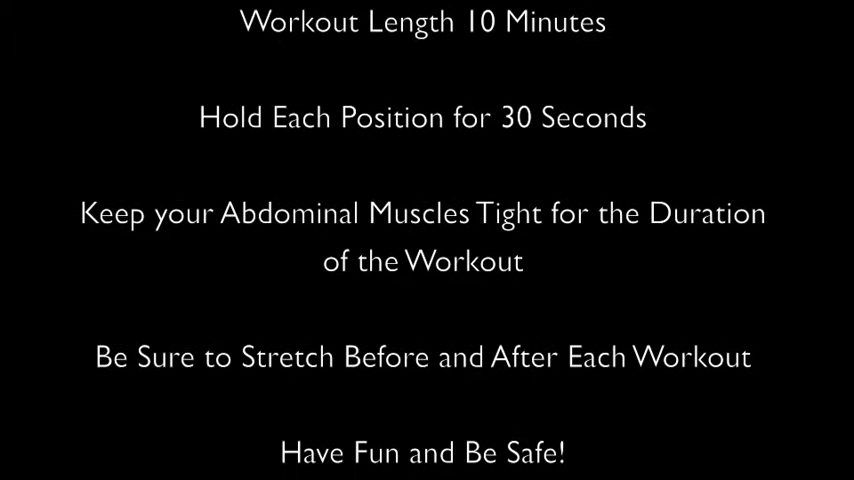 Workout Length 10 Minutes
Hold Each Position for 30 Seconds
Keep your Abdominal Muscles Tight for the Duration
of the Workout
Be Sure to Stretch Before and After Each Workout
Have Fun and Be Safe!